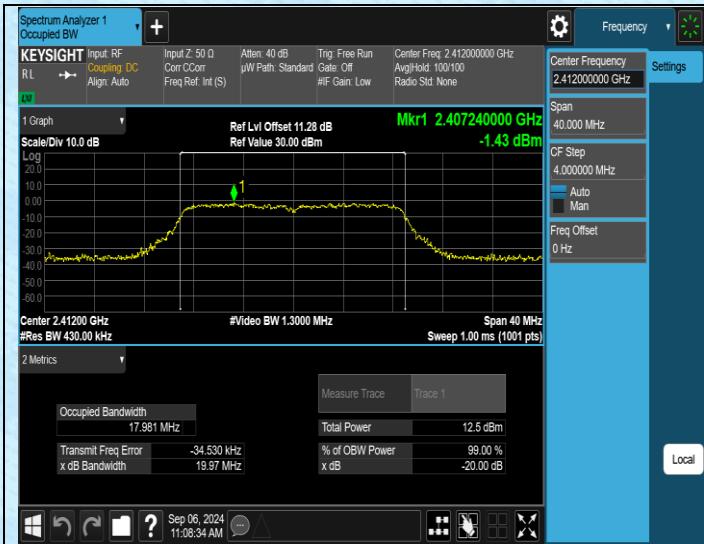 Spectrum Analyzer 1
Occupied BW
Frequency
KEYSIGHT
RL
LXI
Input: RF
Coupling: DC
Align: Auto
Input Z: 50 Ω
Corr CCorr
Freq Ref: Int (S)
Atten: 40 dB
µW Path: Standard
Trig: Free Run
Gate: Off
#IF Gain: Low
Center Freq: 2.412000000 GHz
Avg|Hold: 100/100
Radio Std: None
Center Frequency
2.412000000 GHz
Settings
Span
40.000 MHz
CF Step
4.000000 MHz
Auto
Man
Freq Offset
0 Hz
1 Graph
Scale/Div 10.0 dB
Ref Lvl Offset 11.28 dB
Ref Value 30.00 dBm
Mkr1 2.407240000 GHz
-1.43 dBm
Log
20.0
10.0
0.00
-10.0
-20.0
-30.0
-40.0
-50.0
-60.0
1
Center 2.41200 GHz
#Res BW 430.00 kHz
#Video BW 1.3000 MHz
Span 40 MHz
Sweep 1.00 ms (1001 pts)
2 Metrics
Measure Trace Trace 1
Occupied Bandwidth
17.981 MHz
Total Power 12.5 dBm
Transmit Freq Error -34.530 kHz
% of OBW Power 99.00 %
x dB Bandwidth 19.97 MHz
x dB -20.00 dB
Local
?
Sep 06, 2024
11:08:34 AM